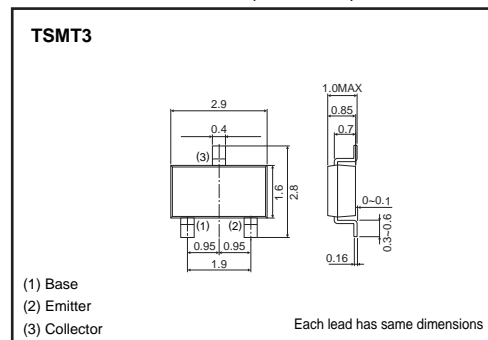 TSMT3
1.0MAX
2.9
0.85
0.4
0.7
(3)
1.6
2.8
0~0.1
(1)
(2)
0.3~0.6
0.95
0.95
0.16
1.9
(1) Base
(2) Emitter
(3) Collector
Each lead has same dimensions